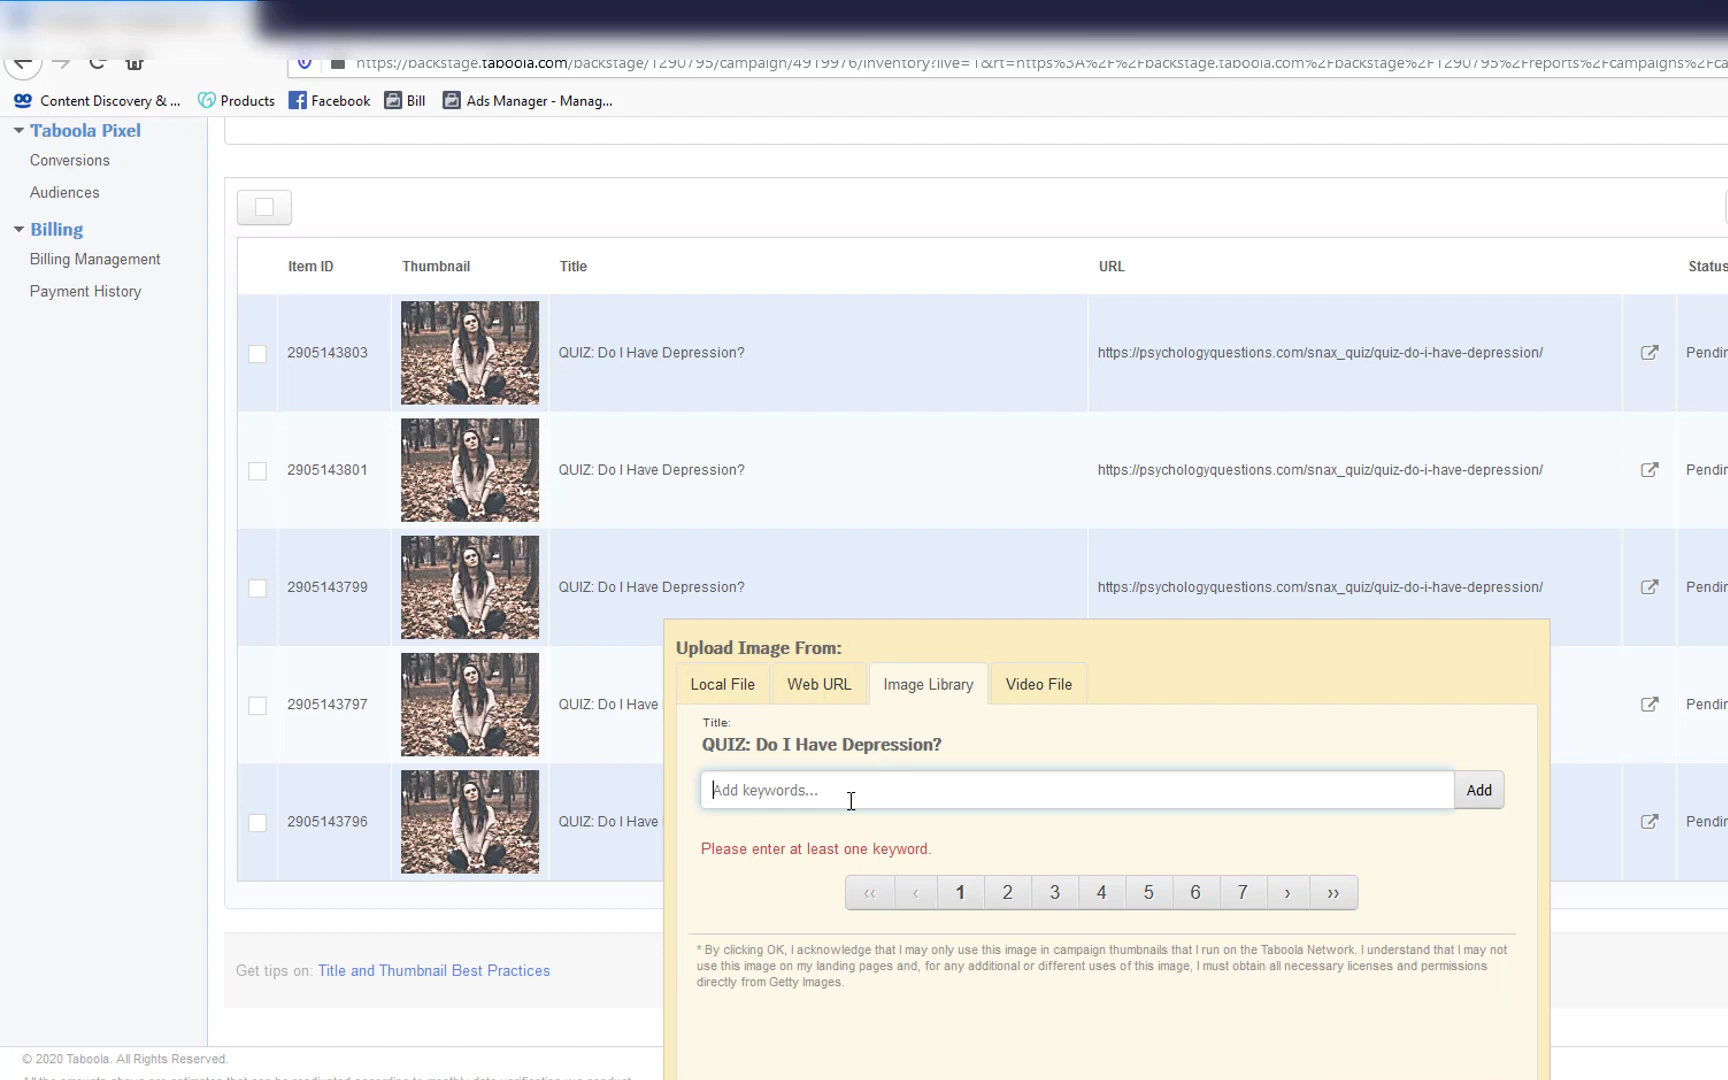 https://backstage.taboola.com/backstage/1290795/campaign/4919976/inventory?live=1&rt=https%3A%2F%2Fbackstage.taboola.com%2Fbackstage%2F1290795%2Freports%2Fcampaigns%2Fca
Content Discovery & ...
Products
Facebook
Bill
Ads Manager - Manag...
Taboola Pixel
Conversions
Audiences
Billing
Billing Management
Payment History
Item ID Thumbnail Title URL Status
2905143803 QUIZ: Do I Have Depression? https://psychologyquestions.com/snax_quiz/quiz-do-i-have-depression/ Pendin
2905143801 QUIZ: Do I Have Depression? https://psychologyquestions.com/snax_quiz/quiz-do-i-have-depression/ Pendin
2905143799 QUIZ: Do I Have Depression? https://psychologyquestions.com/snax_quiz/quiz-do-i-have-depression/ Pendin
2905143797 QUIZ: Do I Have Pendin
2905143796 QUIZ: Do I Have Pendin
Upload Image From:
Local File Web URL Image Library Video File
Title:
QUIZ: Do I Have Depression?
Add keywords... Add
Please enter at least one keyword.
‹‹ ‹ 1 2 3 4 5 6 7 › ››
* By clicking OK, I acknowledge that I may only use this image in campaign thumbnails that I run on the Taboola Network. I understand that I may not
use this image on my landing pages and, for any additional or different uses of this image, I must obtain all necessary licenses and permissions
directly from Getty Images.
Get tips on: Title and Thumbnail Best Practices
© 2020 Taboola. All Rights Reserved.